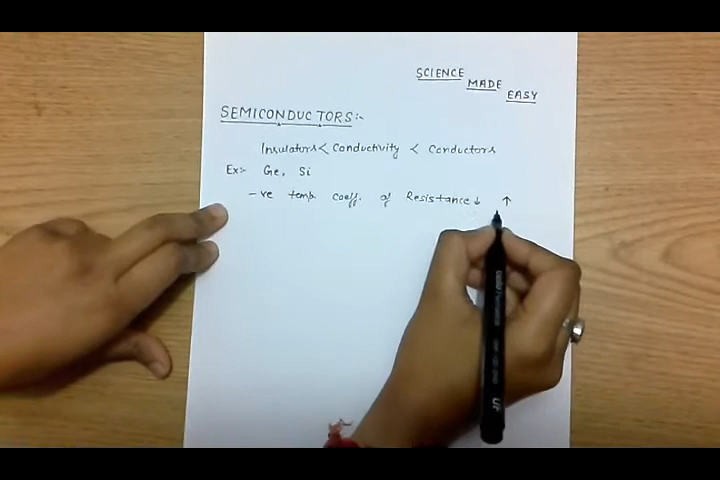 SCIENCE
MADE
EASY
SEMICONDUCTORS:-
Insulators < Conductivity < Conductors
Ex:- Ge, Si
-ve temp. coeff. of Resistance ↓ ↑